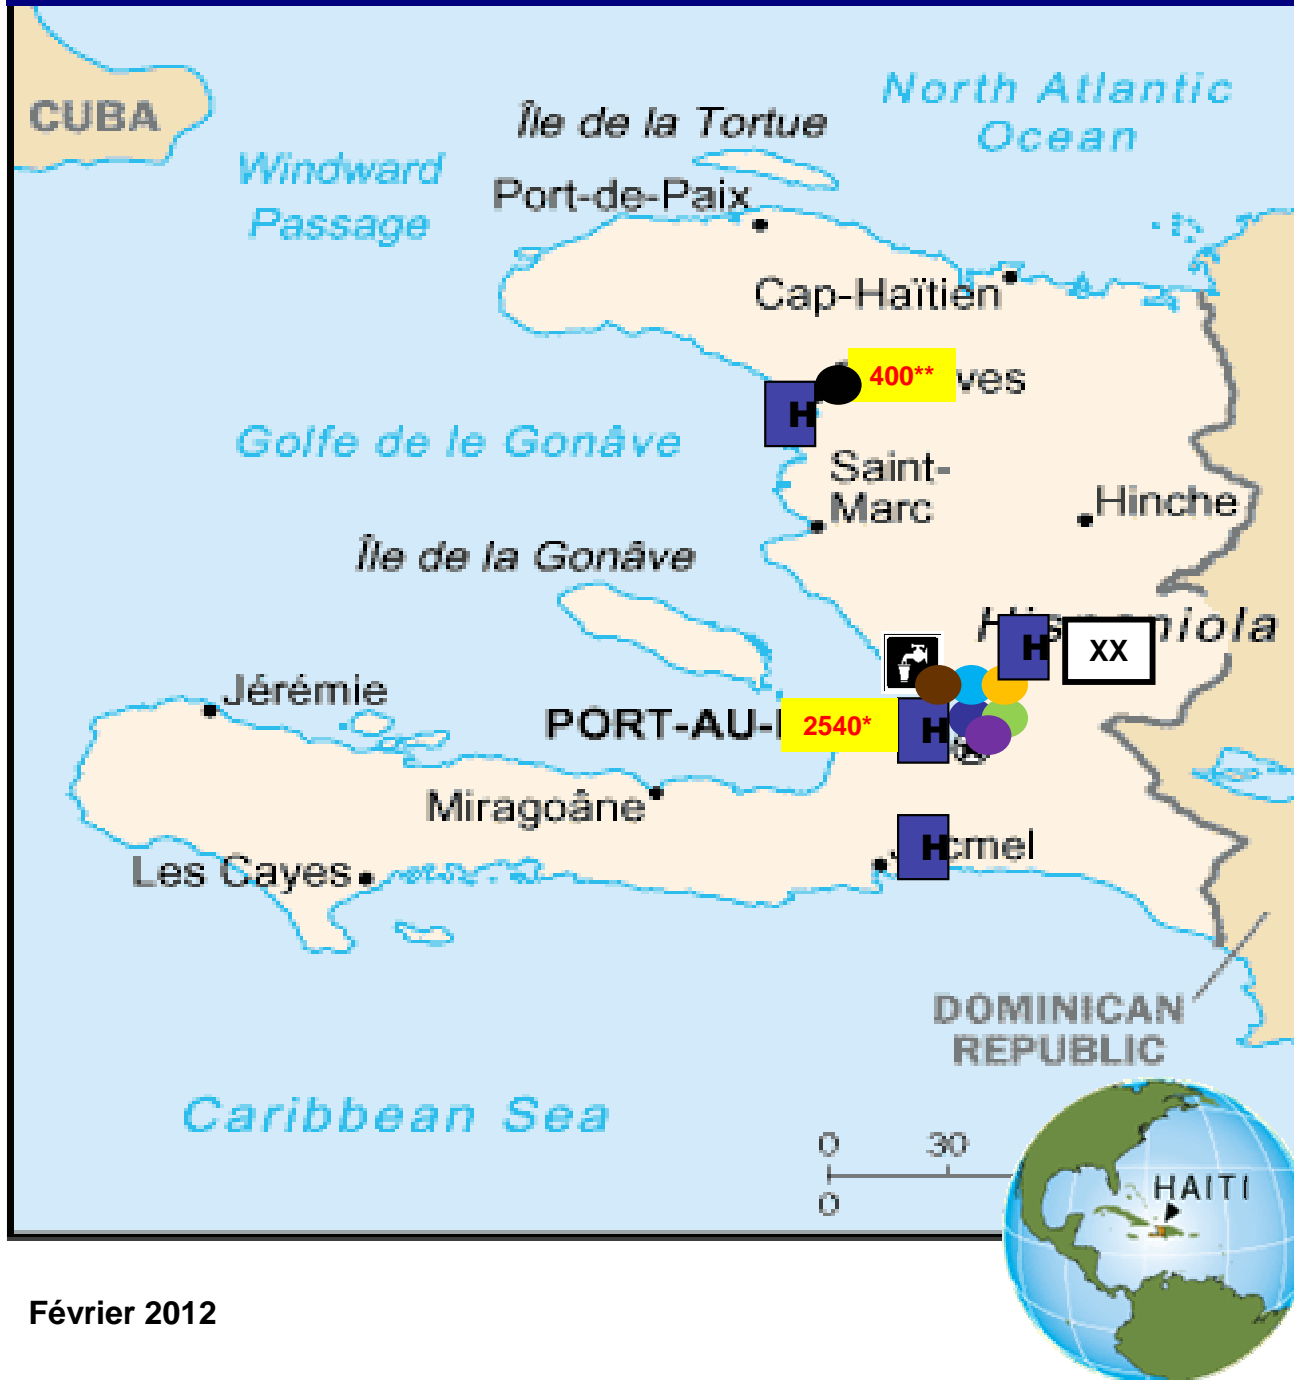 CUBA
North Atlantic
Ocean
Île de la Tortue
Windward
Passage
Port-de-Paix
Cap-Haïtien
400**
ves
H
Golfe de le Gonâve
Saint-
Marc
Hinche
Île de la Gonâve
niola
H
XX
Jérémie
PORT-AU-
2540*
H
Miragoâne
H
cmel
Les Cayes
DOMINICAN
REPUBLIC
Caribbean Sea
0
30
0
HAITI
Février 2012